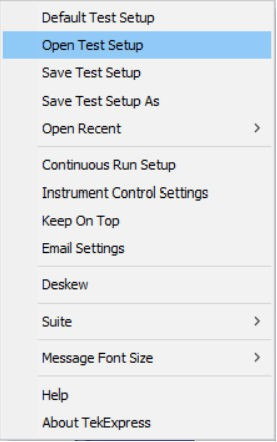 Default Test Setup
Open Test Setup
Save Test Setup
Save Test Setup As
Open Recent
Continuous Run Setup
Instrument Control Settings
Keep On Top
Email Settings
Deskew
Suite
Message Font Size
Help
About TekExpress